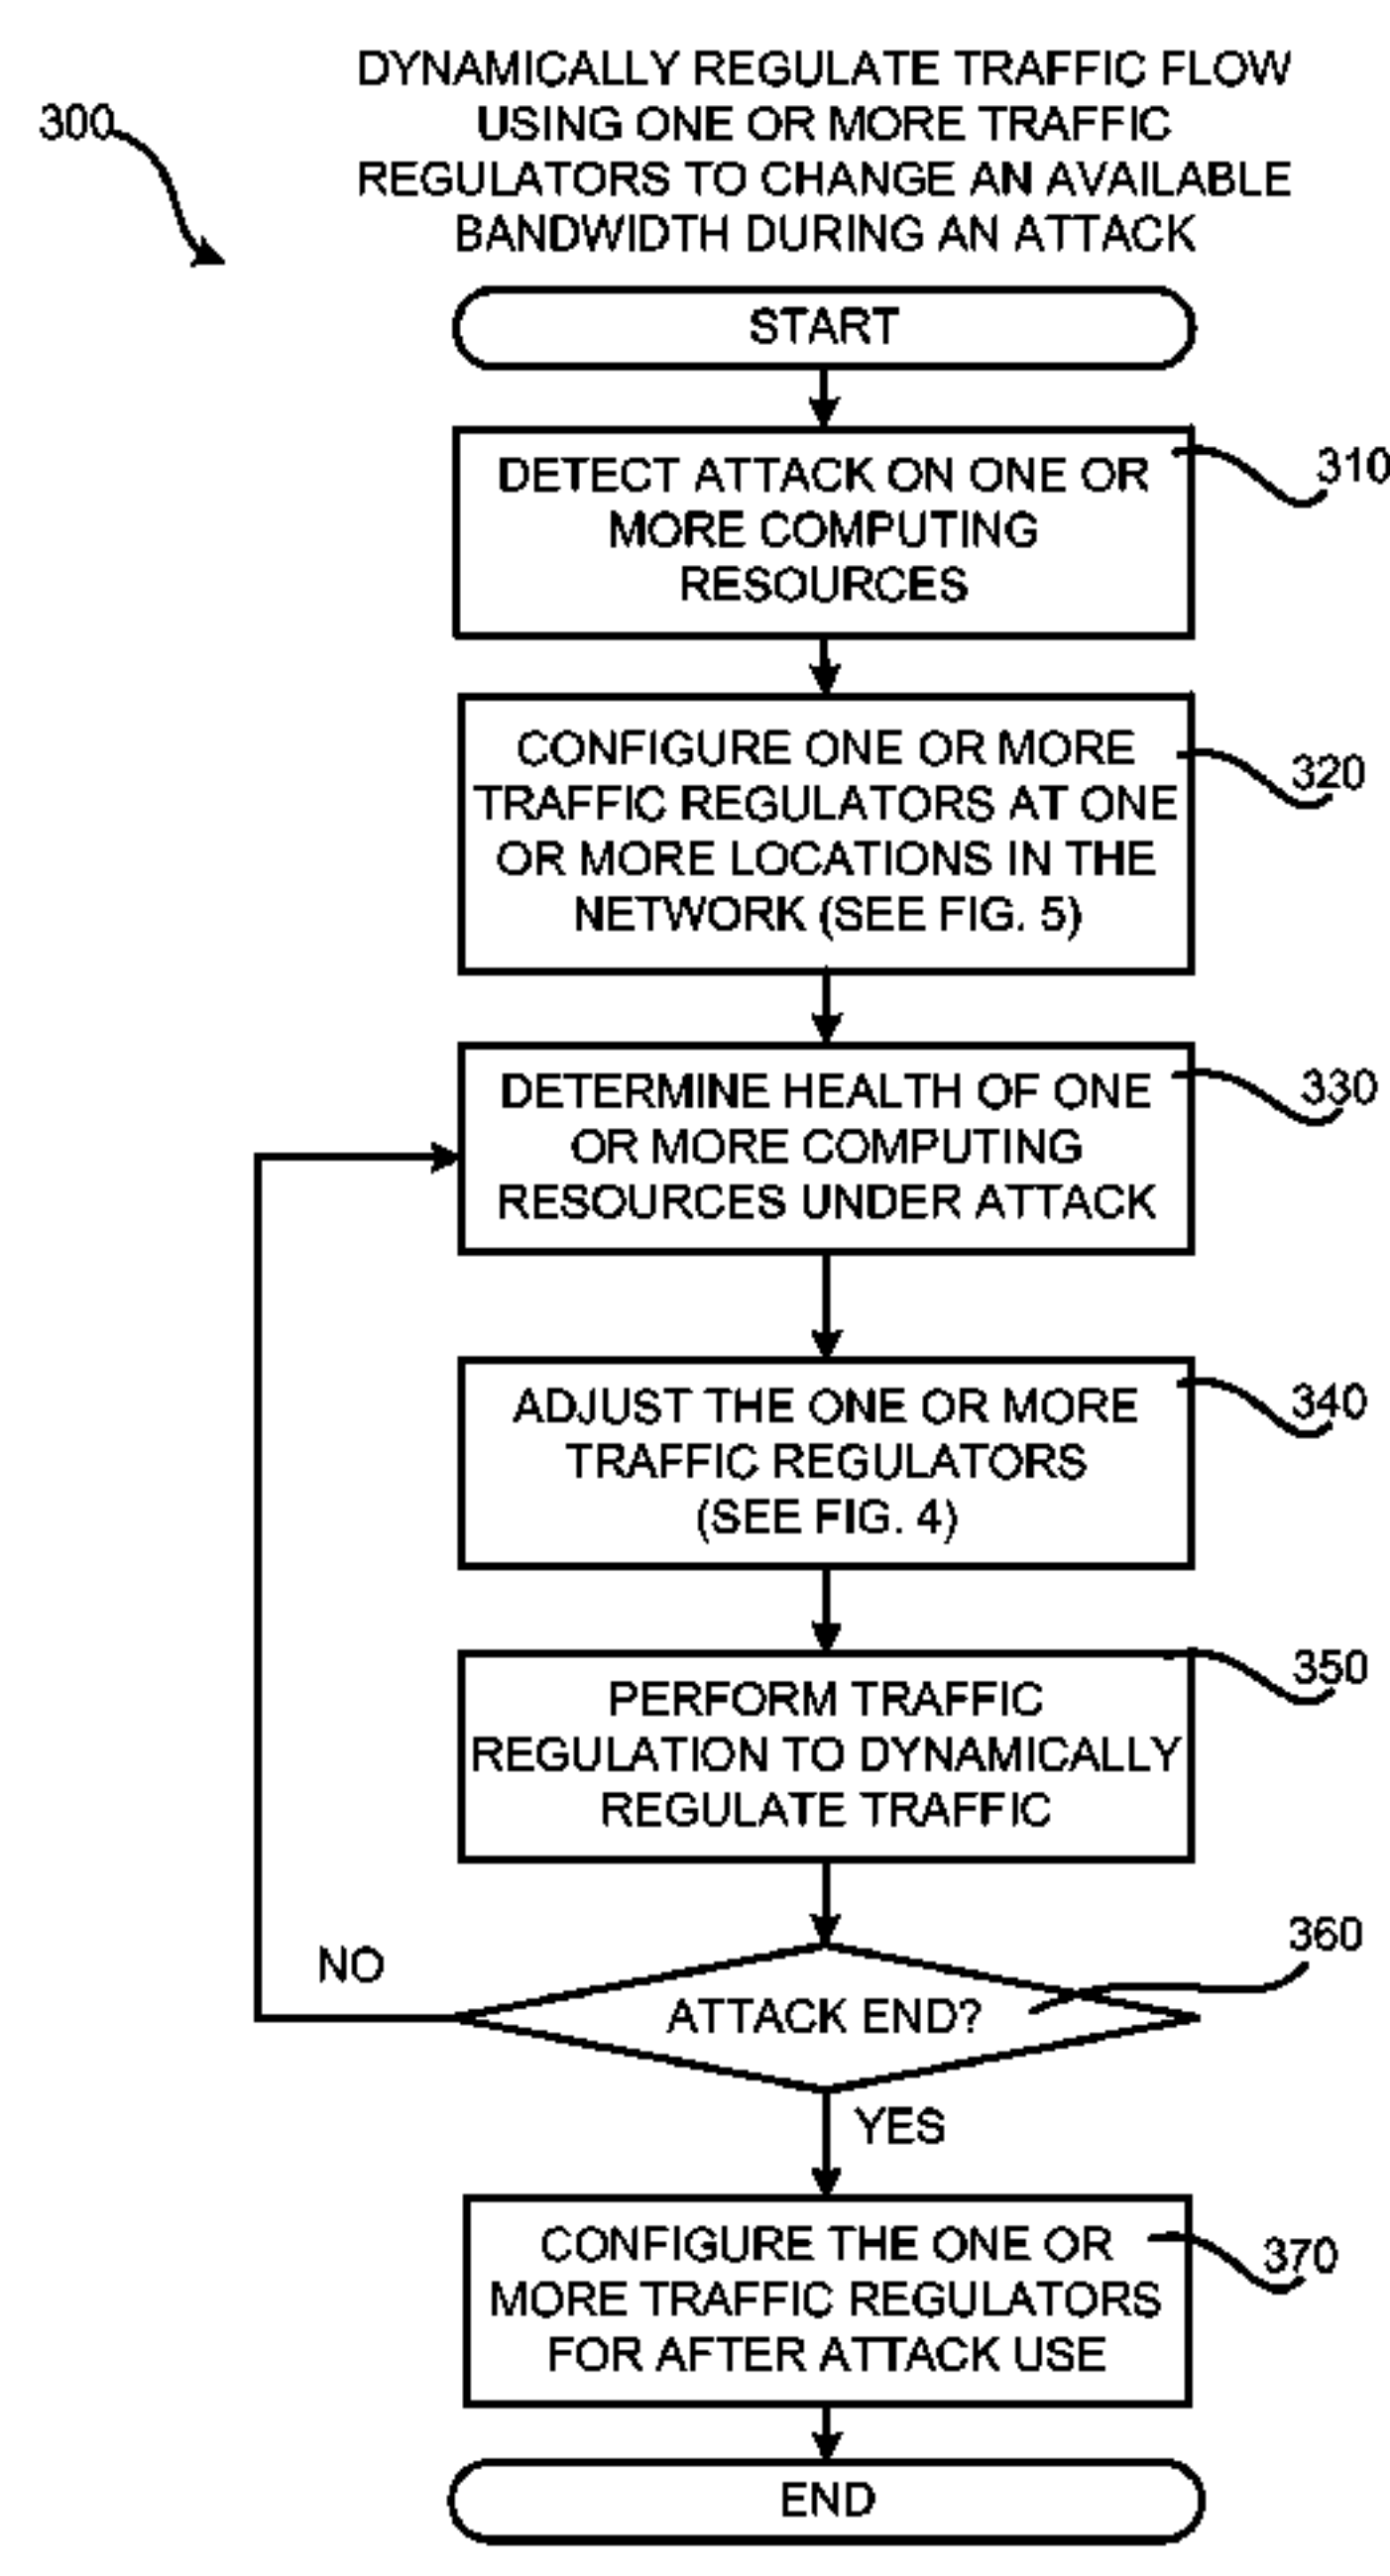 DYNAMICALLY REGULATE TRAFFIC FLOW
USING ONE OR MORE TRAFFIC
REGULATORS TO CHANGE AN AVAILABLE
BANDWIDTH DURING AN ATTACK
300
START
DETECT ATTACK ON ONE OR
MORE COMPUTING
RESOURCES
310
CONFIGURE ONE OR MORE
TRAFFIC REGULATORS AT ONE
OR MORE LOCATIONS IN THE
NETWORK (SEE FIG. 5)
320
DETERMINE HEALTH OF ONE
OR MORE COMPUTING
RESOURCES UNDER ATTACK
330
ADJUST THE ONE OR MORE
TRAFFIC REGULATORS
(SEE FIG. 4)
340
PERFORM TRAFFIC
REGULATION TO DYNAMICALLY
REGULATE TRAFFIC
350
ATTACK END?
360
NO
YES
CONFIGURE THE ONE OR
MORE TRAFFIC REGULATORS
FOR AFTER ATTACK USE
370
END